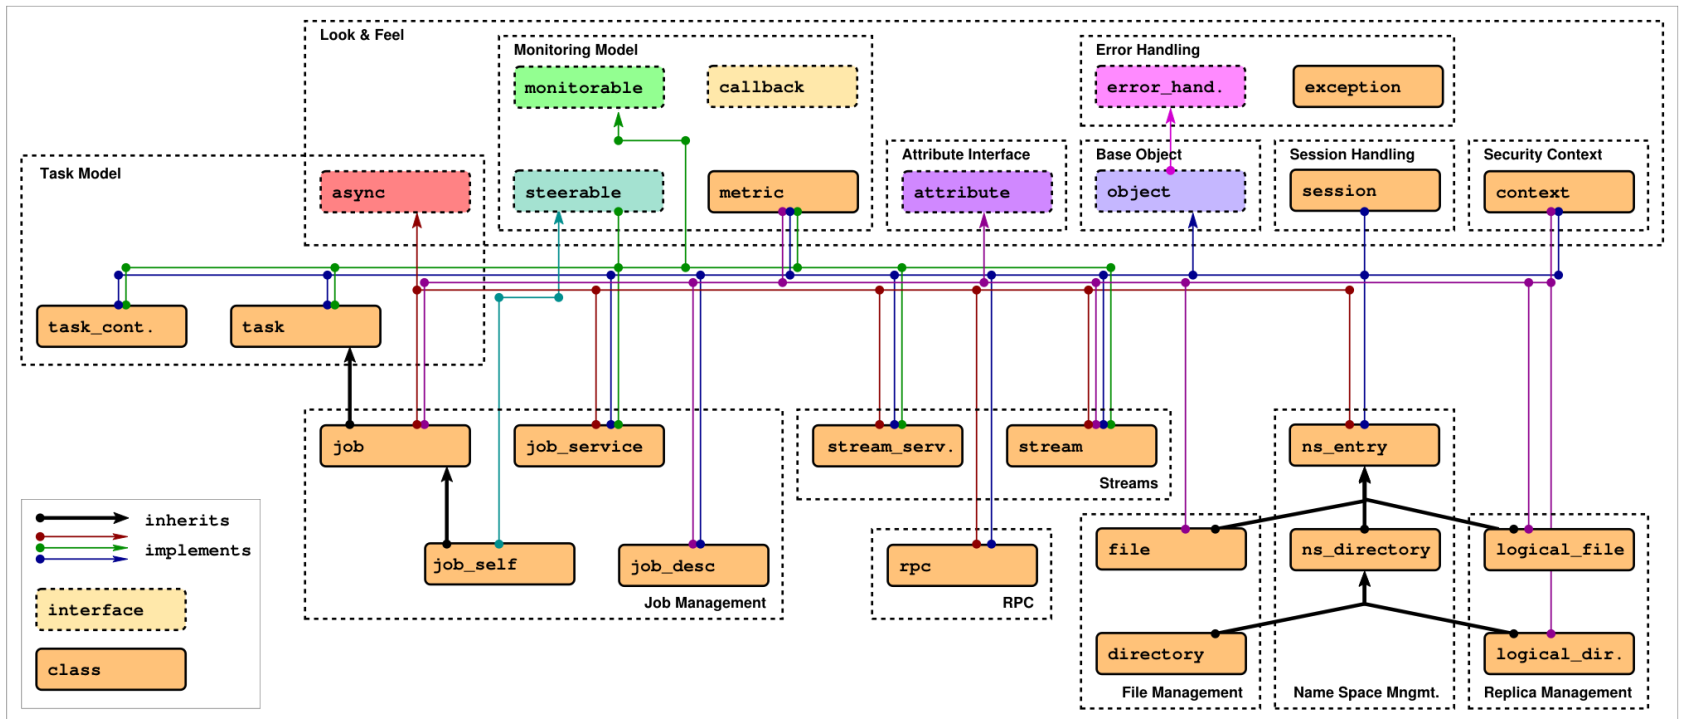 Look & Feel
Monitoring Model
Error Handling
monitorable
callback
error_hand.
exception
Attribute Interface
Base Object
Session Handling
Security Context
Task Model
async
steerable
metric
attribute
object
session
context
task_cont.
task
job
job_service
stream_serv.
stream
ns_entry
Streams
inherits
implements
file
ns_directory
logical_file
job_self
job_desc
rpc
Job Management
RPC
interface
class
directory
logical_dir.
File Management
Name Space Mngmt.
Replica Management